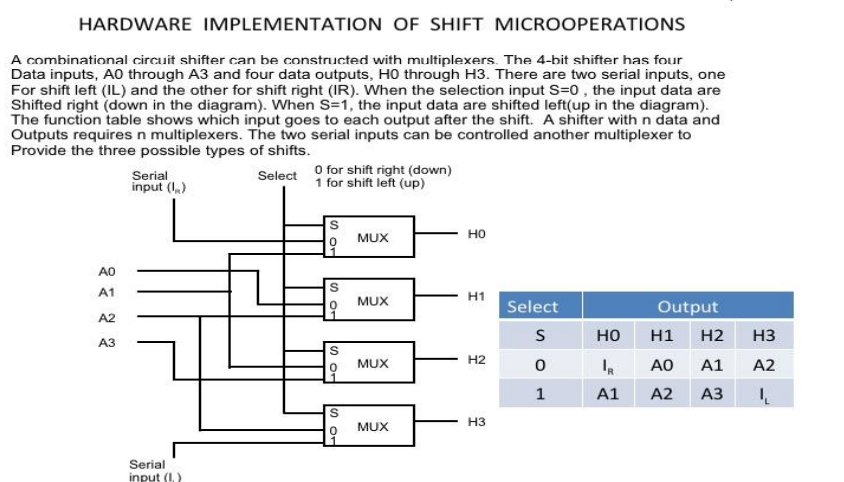 HARDWARE IMPLEMENTATION OF SHIFT MICROOPERATIONS
A combinational circuit shifter can be constructed with multiplexers. The 4-bit shifter has four
Data inputs, A0 through A3 and four data outputs, H0 through H3. There are two serial inputs, one
For shift left (IL) and the other for shift right (IR). When the selection input S=0 , the input data are
Shifted right (down in the diagram). When S=1, the input data are shifted left(up in the diagram).
The function table shows which input goes to each output after the shift. A shifter with n data and
Outputs requires n multiplexers. The two serial inputs can be controlled another multiplexer to
Provide the three possible types of shifts.
Serial
input (IR)
Select
0 for shift right (down)
1 for shift left (up)
S
0
1
MUX
H0
A0
A1
A2
A3
S
0
1
MUX
H1
S
0
1
MUX
H2
S
0
1
MUX
H3
Serial
input (IL)
Select Output
S H0 H1 H2 H3
0 IR A0 A1 A2
1 A1 A2 A3 IL